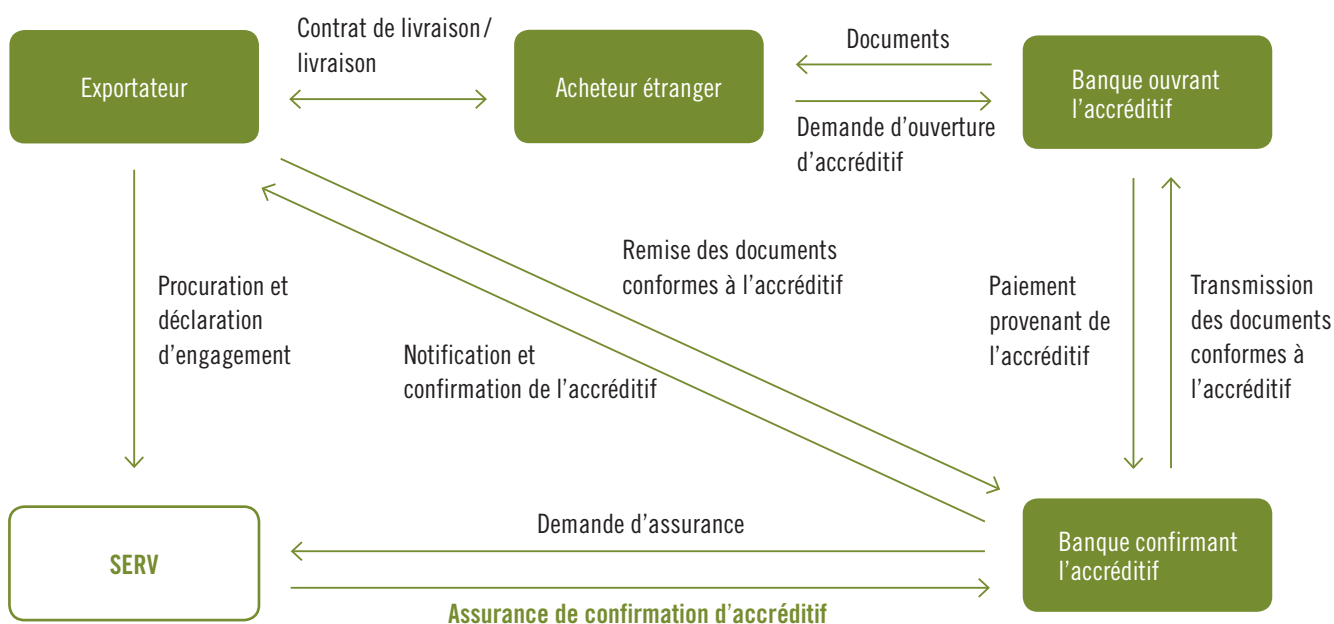 Contrat de livraison/
livraison
Documents
Exportateur
Acheteur étranger
Banque ouvrant
l’accréditif
Demande d’ouverture
d’accréditif
Remise des documents
conformes à l’accréditif
Procuration et
déclaration
d’engagement
Paiement
provenant de
l’accréditif
Transmission
des documents
conformes à
l’accréditif
Notification et
confirmation de l’accréditif
Demande d’assurance
SERV
Banque confirmant
l’accréditif
Assurance de confirmation d’accréditif